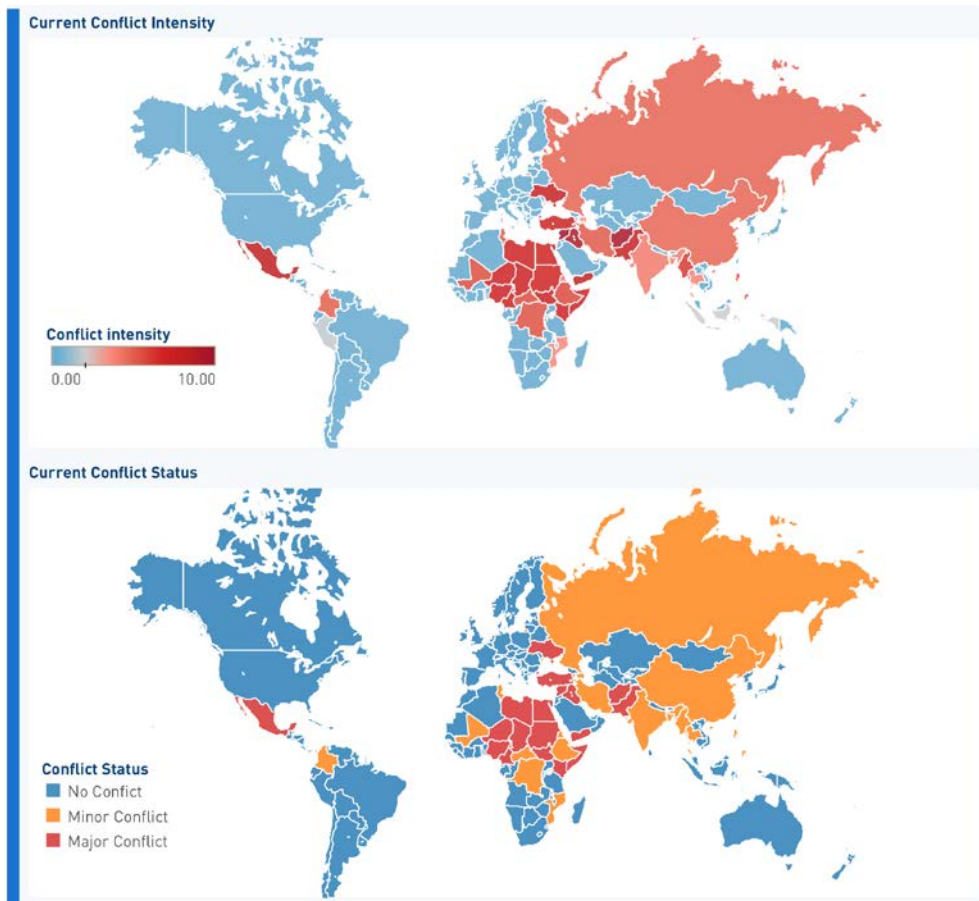 Current Conflict Intensity
Conflict intensity
0.00 10.00
Current Conflict Status
Conflict Status
No Confict
Minor Conflict
Major Conflict